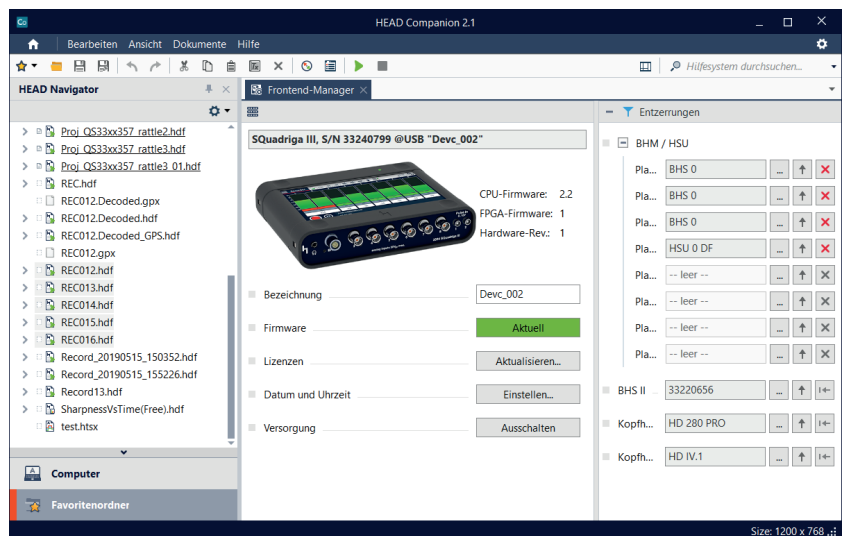 Co HEAD Companion 2.1
Bearbeiten Ansicht Dokumente Hilfe
Hilfesystem durchsuchen...
HEAD Navigator
Proj_QS33xx357_rattle2.hdf
Proj_QS33xx357_rattle3.hdf
Proj_QS33xx357_rattle3_01.hdf
REC.hdf
REC012.Decoded.gpx
REC012.Decoded.hdf
REC012.Decoded_GPS.hdf
REC012.gpx
REC012.hdf
REC013.hdf
REC014.hdf
REC015.hdf
REC016.hdf
Record_20190515_150352.hdf
Record_20190515_155226.hdf
Record13.hdf
SharpnessVsTime(Free).hdf
test.htsx
Computer
Favoritenordner
Frontend-Manager
SQuadriga III, S/N 33240799 @USB "Devc_002"
CPU-Firmware: 2.2
FPGA-Firmware: 1
Hardware-Rev.: 1
Bezeichnung Devc_002
Firmware Aktuell
Lizenzen Aktualisieren...
Datum und Uhrzeit Einstellen...
Versorgung Ausschalten
Entzerrungen
BHM / HSU
Pla... BHS 0 ...
Pla... BHS 0 ...
Pla... BHS 0 ...
Pla... HSU 0 DF ...
Pla... -- leer -- ...
Pla... -- leer -- ...
Pla... -- leer -- ...
Pla... -- leer -- ...
BHS II 33220656 ...
Kopfh... HD 280 PRO ...
Kopfh... HD IV.1 ...
Size: 1200 x 768